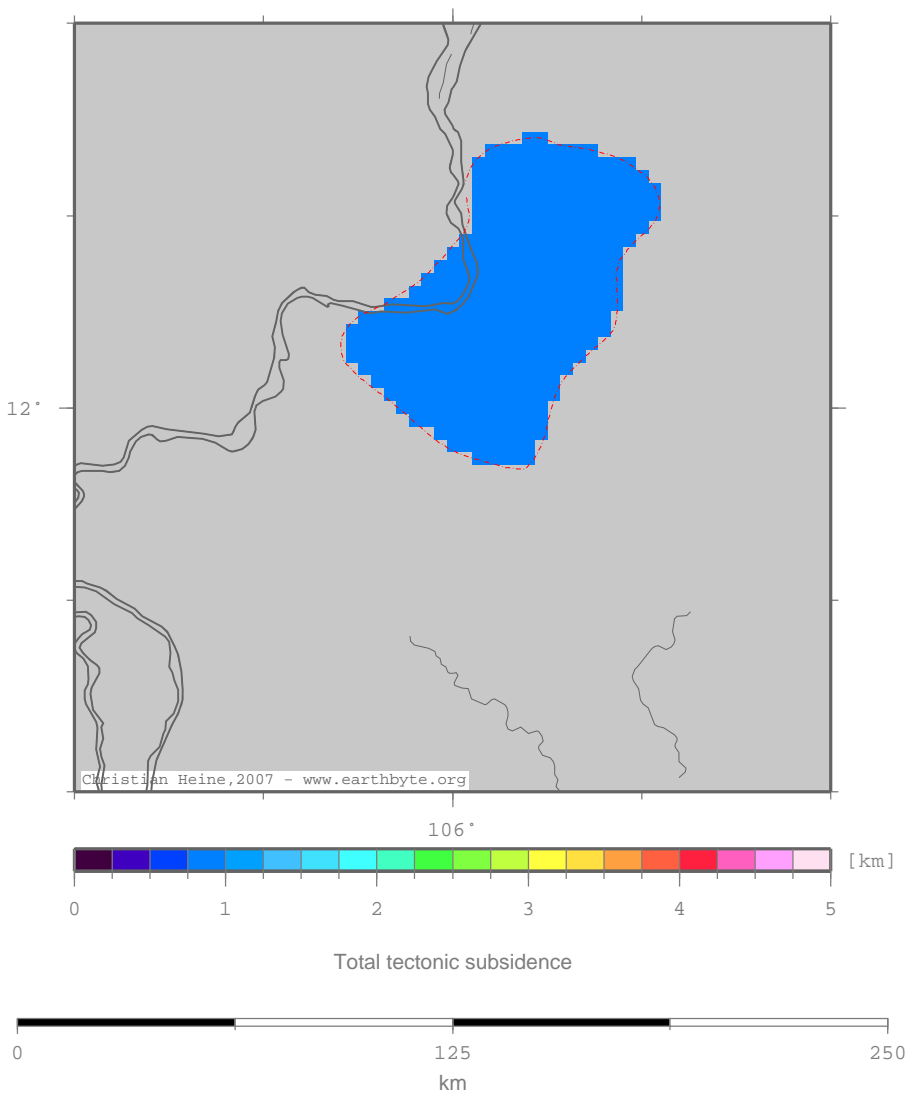 12°
Christian Heine,2007 - www.earthbyte.org
106°
[km]
0 1 2 3 4 5
Total tectonic subsidence
0 125 250
km